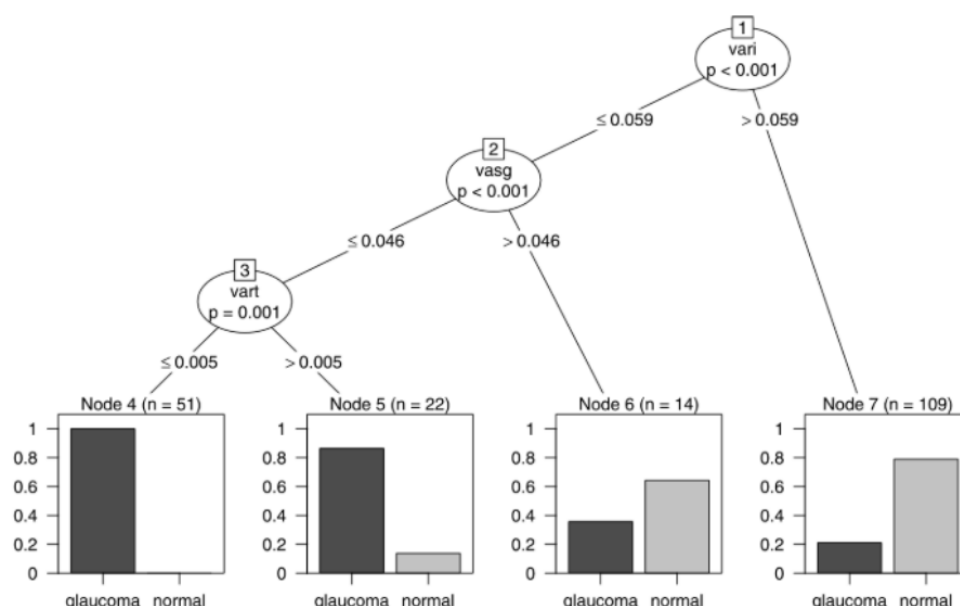 1
vari
p < 0.001
≤ 0.059
> 0.059
2
vasg
p < 0.001
≤ 0.046
> 0.046
3
vart
p = 0.001
≤ 0.005
> 0.005
Node 4 (n = 51)
1
0.8
0.6
0.4
0.2
0
glaucoma normal
Node 5 (n = 22)
1
0.8
0.6
0.4
0.2
0
glaucoma normal
Node 6 (n = 14)
1
0.8
0.6
0.4
0.2
0
glaucoma normal
Node 7 (n = 109)
1
0.8
0.6
0.4
0.2
0
glaucoma normal